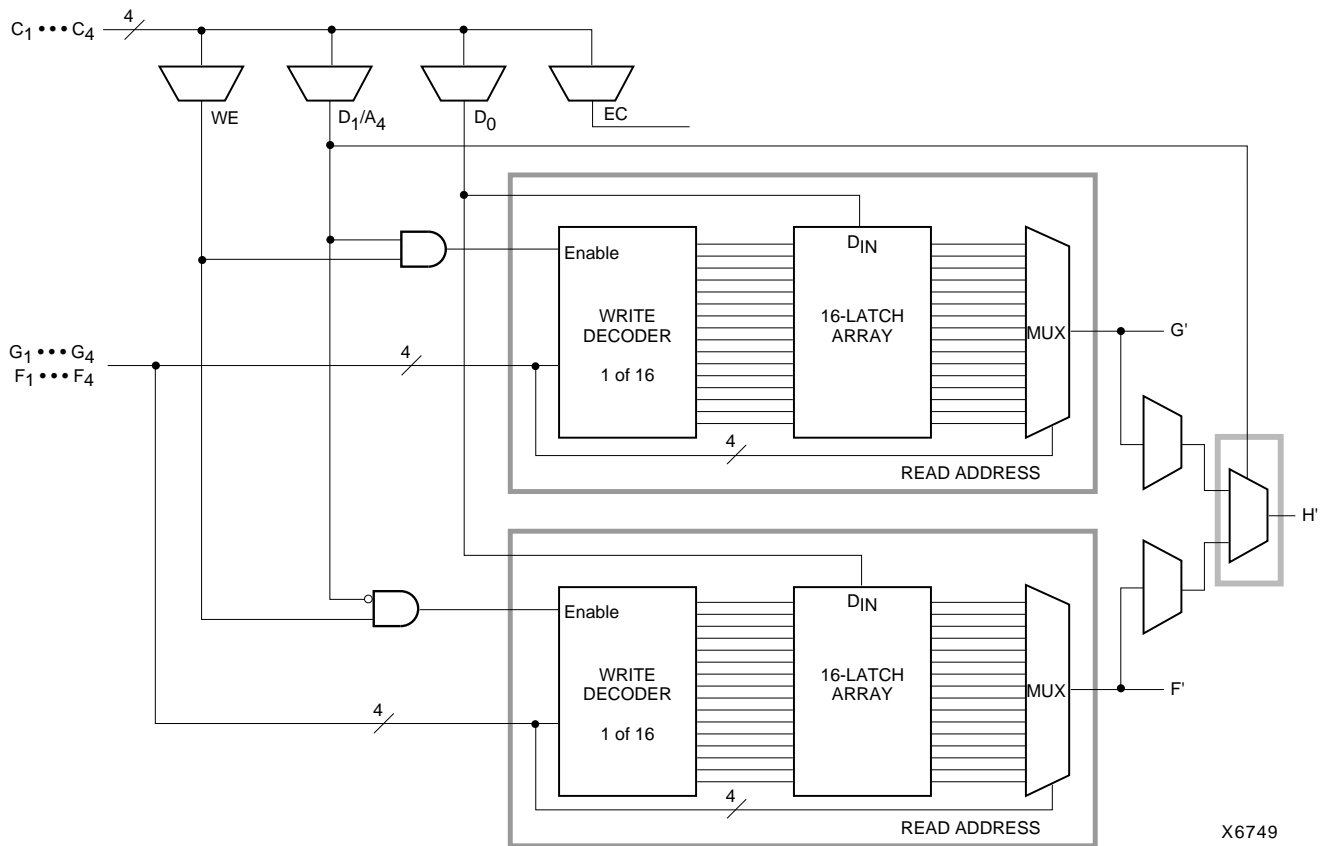 C1 ••• C4
4
WE
D1/A4
D0
EC
Enable
WRITE
DECODER
1 of 16
DIN
16-LATCH
ARRAY
MUX
G'
G1 ••• G4
F1 ••• F4
4
4
READ ADDRESS
H'
Enable
WRITE
DECODER
1 of 16
DIN
16-LATCH
ARRAY
MUX
F'
4
4
READ ADDRESS
X6749